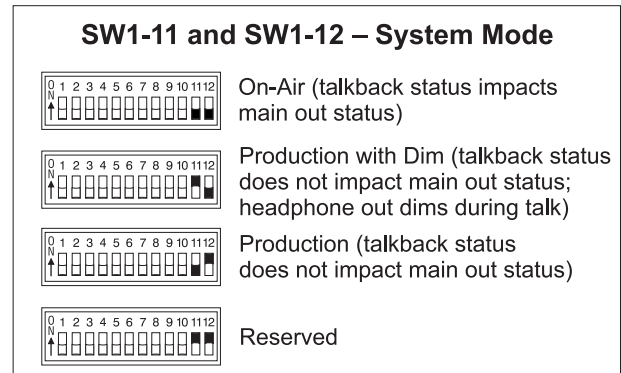 SW1-11 and SW1-12 – System Mode
O
N 1 2 3 4 5 6 7 8 9 10 11 12
On-Air (talkback status impacts
main out status)
O
N 1 2 3 4 5 6 7 8 9 10 11 12
Production with Dim (talkback status
does not impact main out status;
headphone out dims during talk)
O
N 1 2 3 4 5 6 7 8 9 10 11 12
Production (talkback status
does not impact main out status)
O
N 1 2 3 4 5 6 7 8 9 10 11 12
Reserved